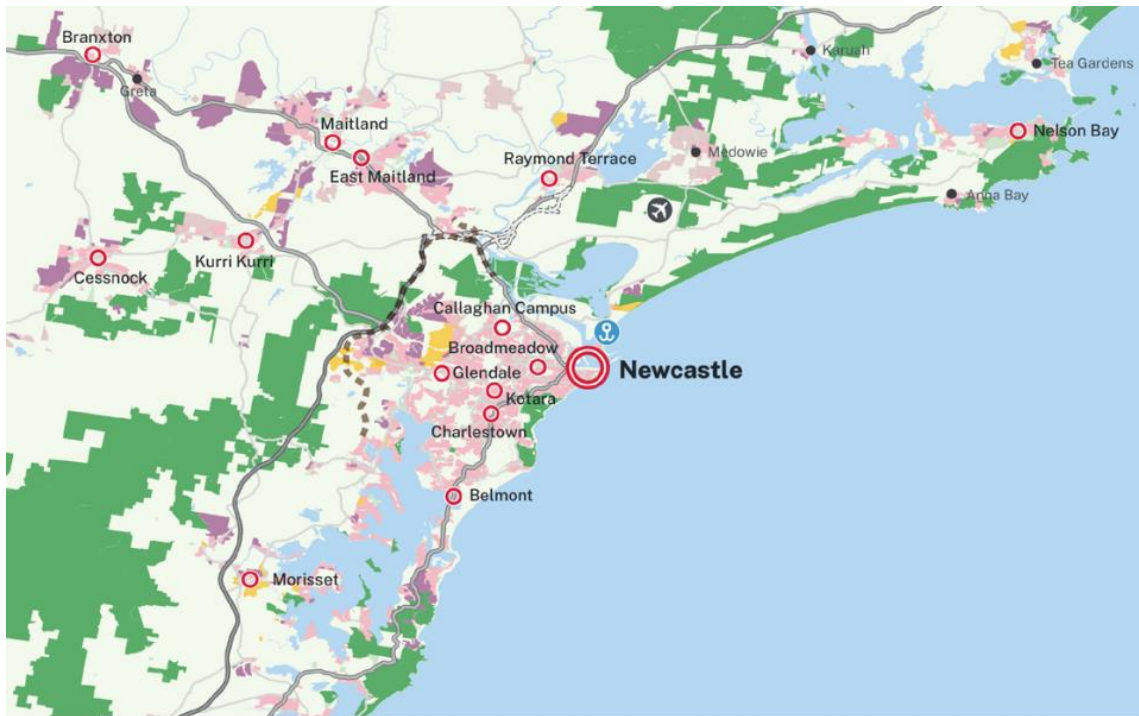 Branxton
Greta
Karuah
Tea Gardens
Maitland
East Maitland
Raymond Terrace
Medowie
Nelson Bay
Anna Bay
Kurri Kurri
Cessnock
Callaghan Campus
Broadmeadow
Glendale
Newcastle
Kotara
Charlestown
Belmont
Morisset